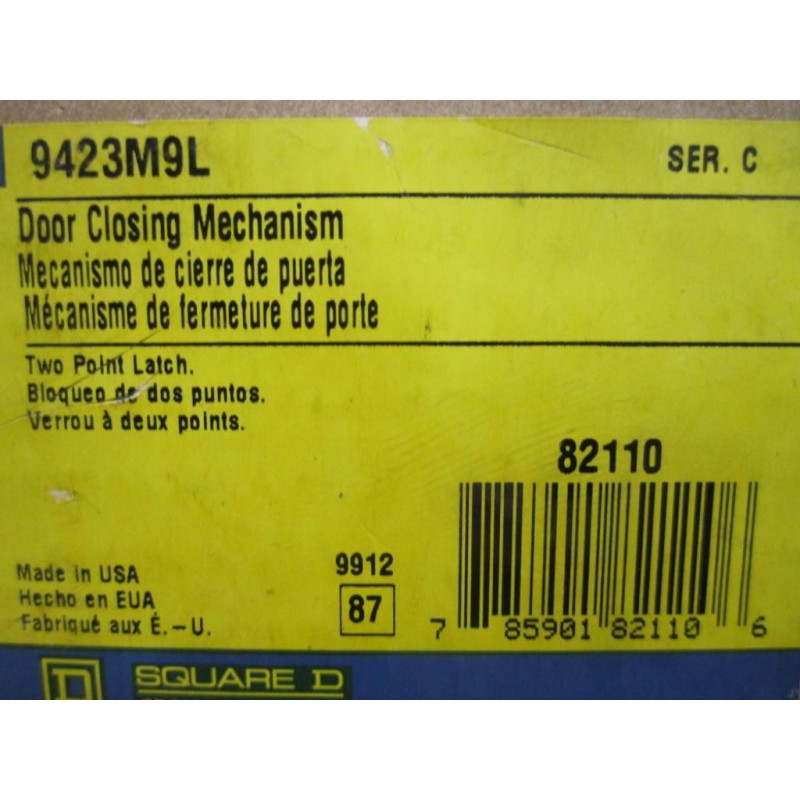 9423M9L
SER. C
Door Closing Mechanism
Mecanismo de cierre de puerta
Mécanisme de fermeture de porte
Two Point Latch.
Bloqueo de dos puntos.
Verrou à deux points.
82110
Made in USA
Hecho en EUA
Fabriqué aux É.-U.
9912
87
7 85901 82110 6
D
SQUARE D